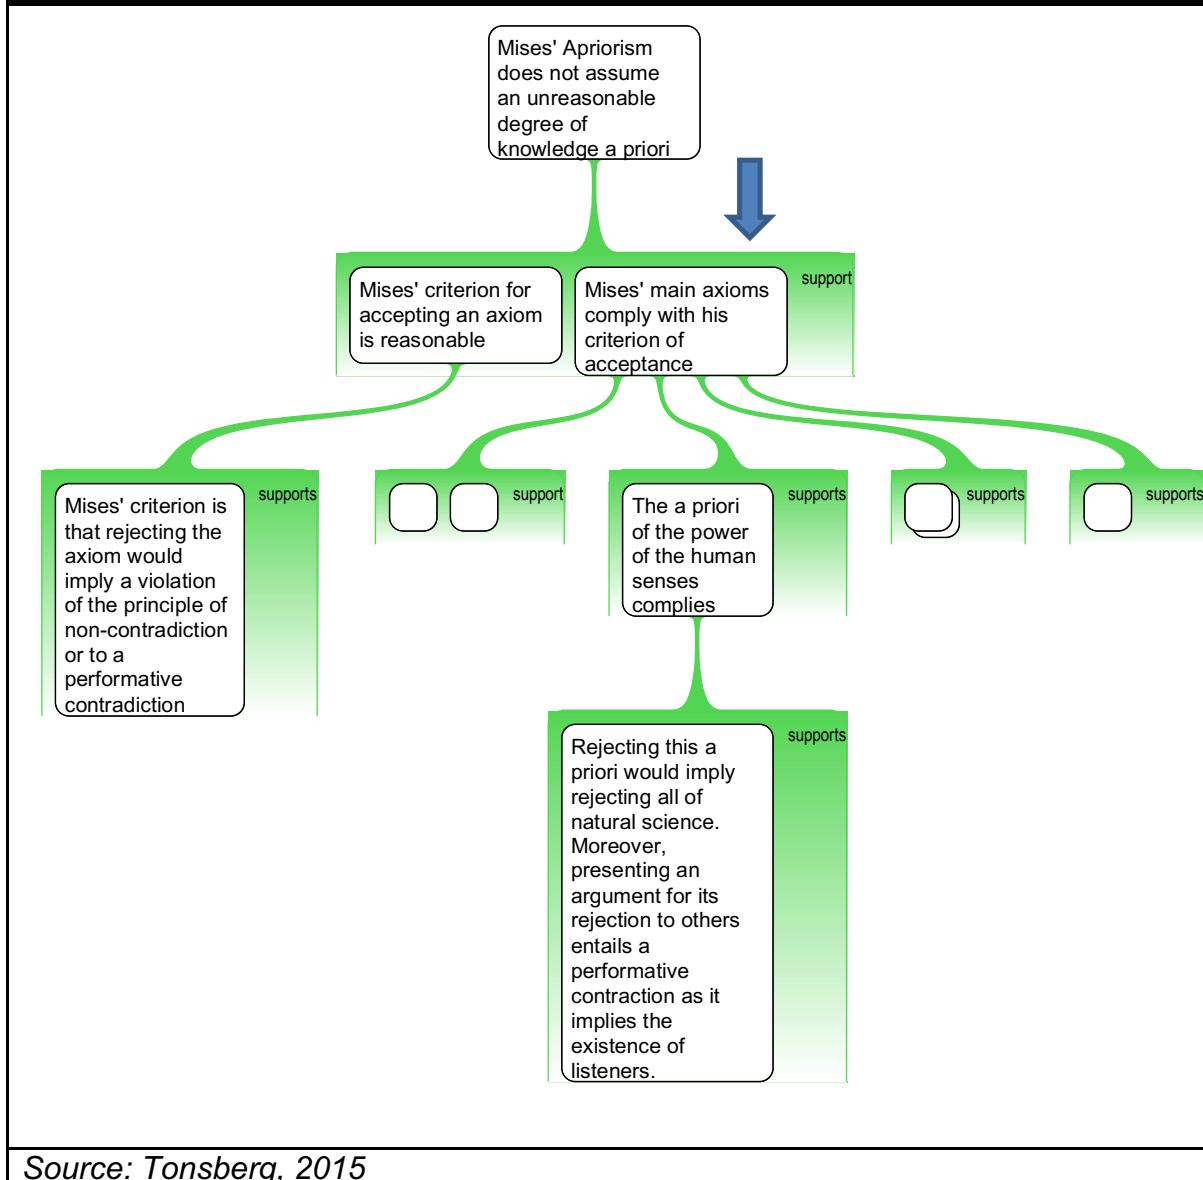 Mises' Apriorism
does not assume
an unreasonable
degree of
knowledge a priori
Mises' criterion for
accepting an axiom
is reasonable
Mises' main axioms
comply with his
criterion of
acceptance
support
Mises' criterion is
that rejecting the
axiom would
imply a violation
of the principle of
non-contradiction
or to a
performative
contradiction
supports
support
The a priori
of the power
of the human
senses
complies
supports
supports
supports
Rejecting this a
priori would imply
rejecting all of
natural science.
Moreover,
presenting an
argument for its
rejection to others
entails a
performative
contraction as it
implies the
existence of
listeners.
supports
Source: Tonsberg, 2015